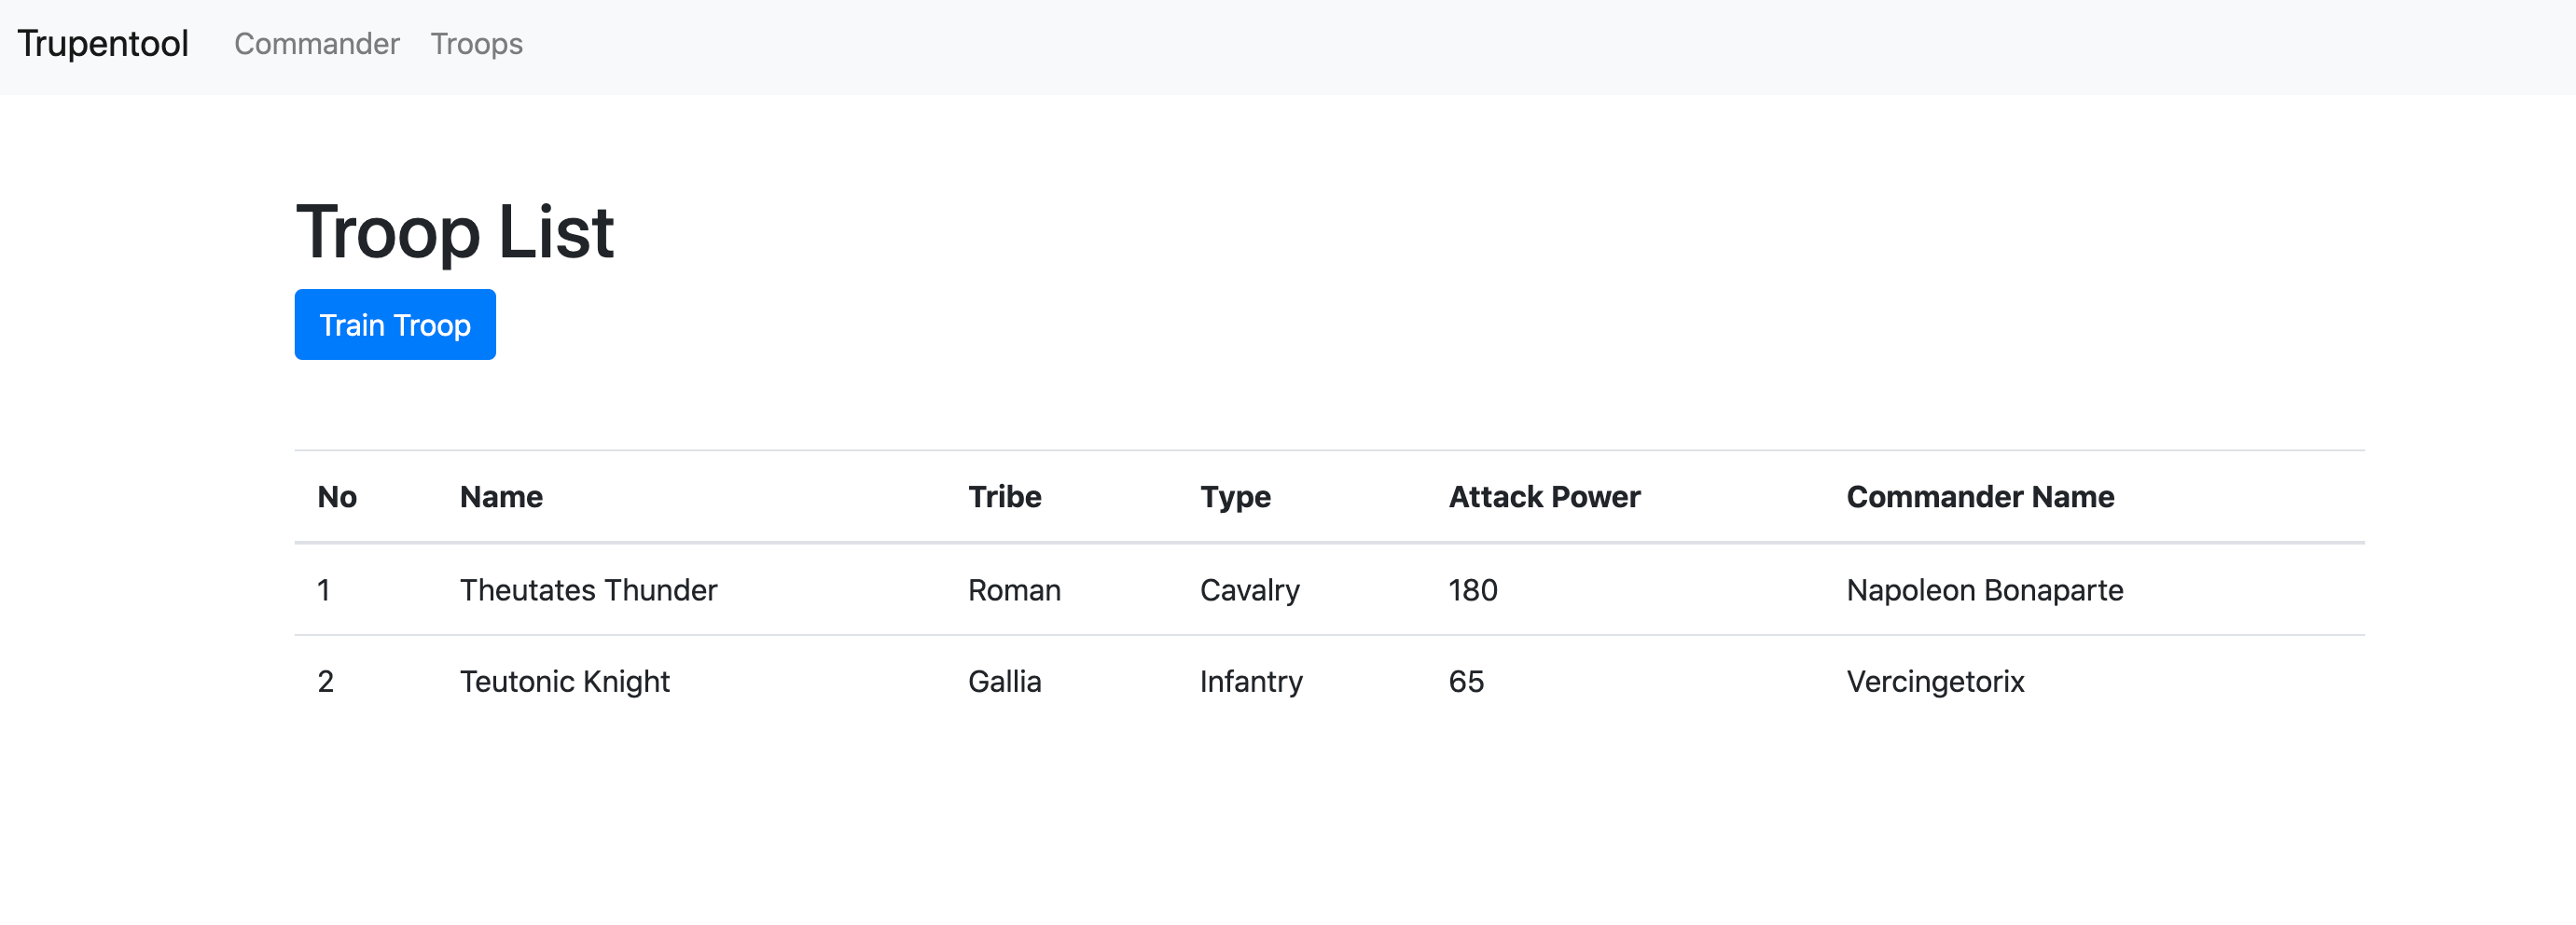 Trupentool Commander Troops
Troop List
Train Troop
No Name Tribe Type Attack Power Commander Name
1 Theutates Thunder Roman Cavalry 180 Napoleon Bonaparte
2 Teutonic Knight Gallia Infantry 65 Vercingetorix